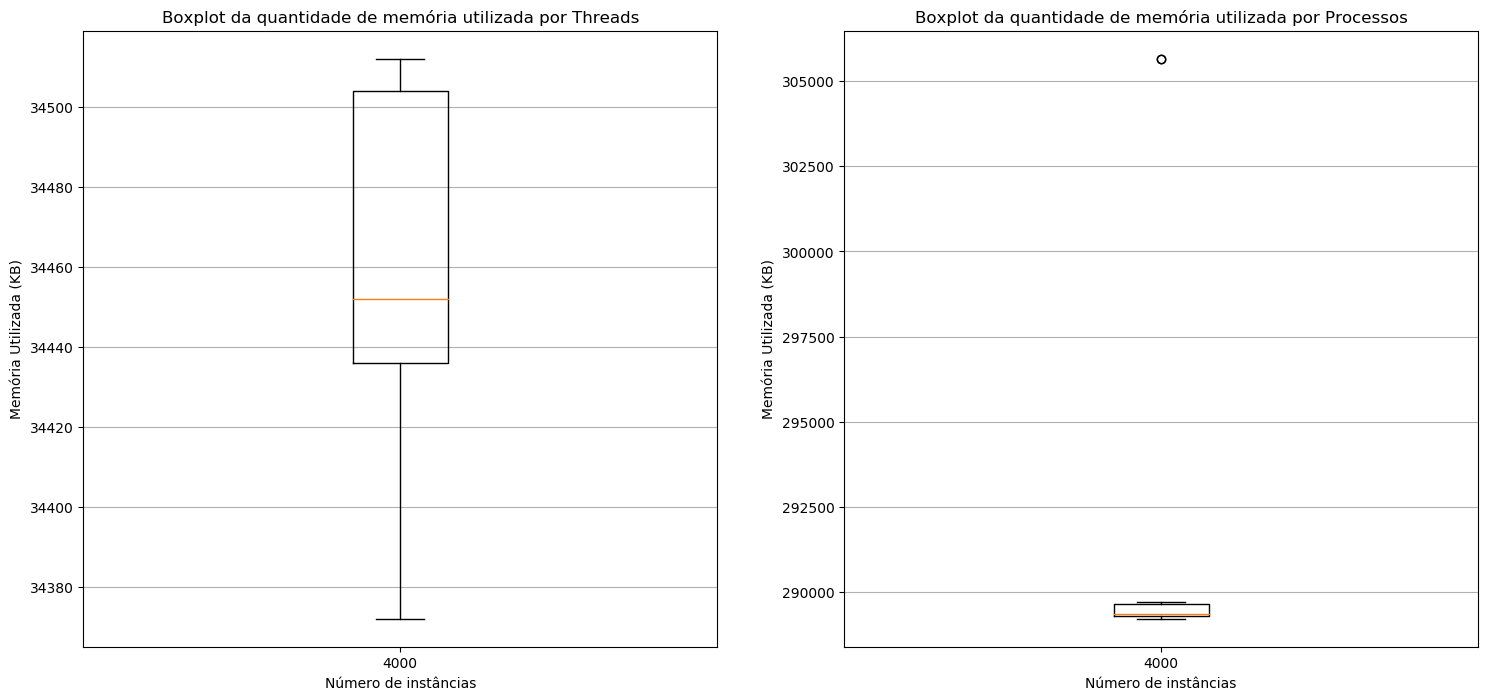 Boxplot da quantidade de memória utilizada por Threads
Memória Utilizada (KB)
34500
34480
34460
34440
34420
34400
34380
4000
Número de instâncias
Boxplot da quantidade de memória utilizada por Processos
Memória Utilizada (KB)
305000
302500
300000
297500
295000
292500
290000
4000
Número de instâncias